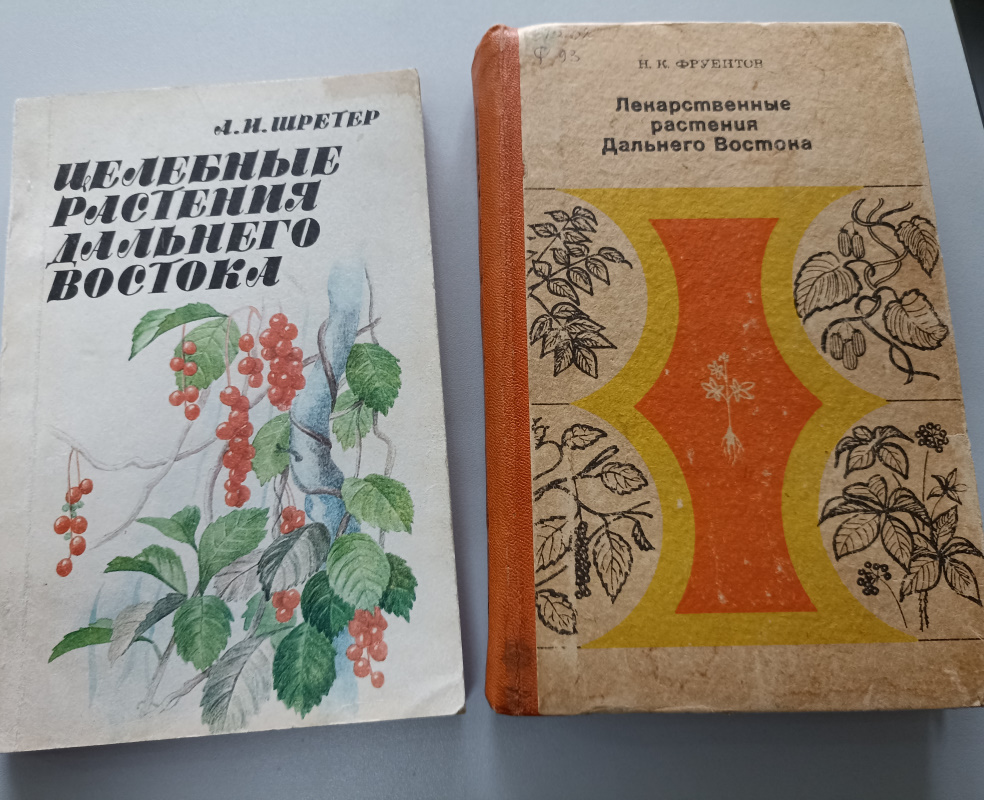 А.И.ШРЕТЕР
ЦЕЛЕБНЫЕ
РАСТЕНИЯ
ДАЛЬНЕГО
ВОСТОКА
Н. К. ФРУЕНТОВ
Лекарственные
растения
Дальнего Востока